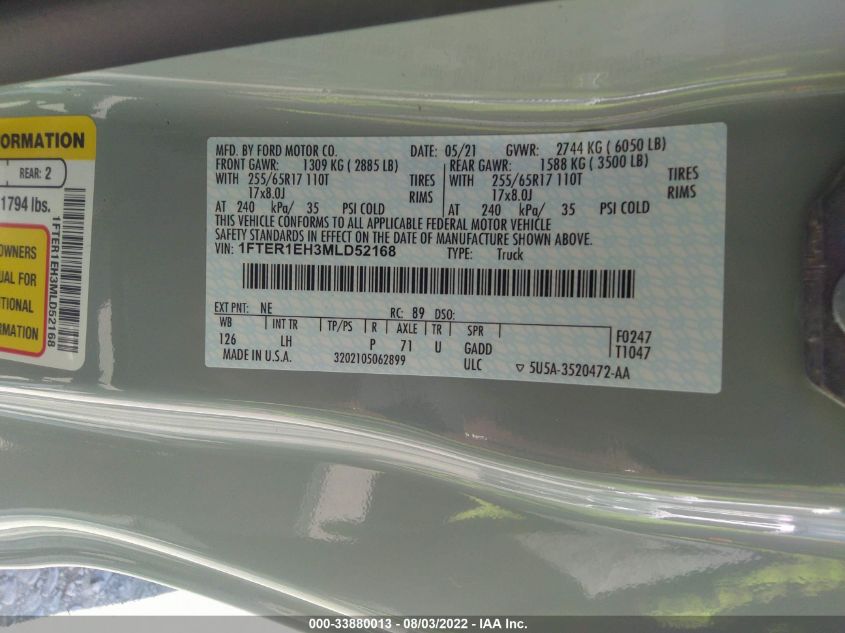 ORMATION
REAR: 2
1794 lbs.
OWNERS
UAL FOR
TIONAL
RMATION
1FTER1EH3MLD52168
MFD. BY FORD MOTOR CO. DATE: 05/21 GVWR: 2744 KG ( 6050 LB)
FRONT GAWR: 1309 KG ( 2885 LB) REAR GAWR: 1588 KG ( 3500 LB)
WITH 255/65R17 110T TIRES WITH 255/65R17 110T TIRES
17x8.0J RIMS 17x8.0J RIMS
AT 240 kPa/ 35 PSI COLD AT 240 kPa/ 35 PSI COLD
THIS VEHICLE CONFORMS TO ALL APPLICABLE FEDERAL MOTOR VEHICLE
SAFETY STANDARDS IN EFFECT ON THE DATE OF MANUFACTURE SHOWN ABOVE.
VIN: 1FTER1EH3MLD52168 TYPE: Truck
EXT PNT: NE RC: 89 DSO:
WB INT TR TP/PS R AXLE TR SPR F0247
126 LH P 71 U GADD T1047
MADE IN U.S.A. 3202105062899 ULC ▽ 5U5A-3520472-AA
000-33880013 - 08/03/2022 - IAA Inc.